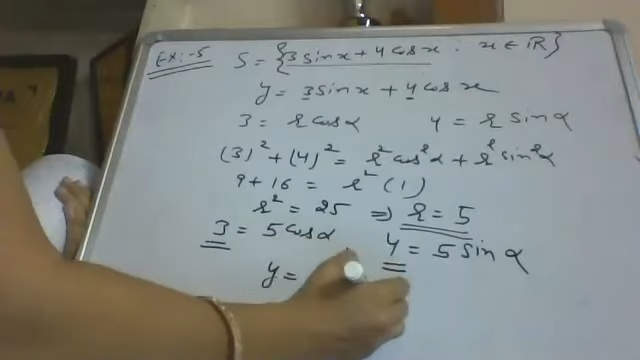 Ex:-5 S = {3 sin x + 4 cos x : x ∈ ℝ}
y = 3 sin x + 4 cos x
3 = r cos α 4 = r sin α
(3)² + (4)² = r² cos² α + r² sin² α
9 + 16 = r² (1)
r² = 25 ⇒ r = 5
3 = 5 cos α 4 = 5 sin α
y =